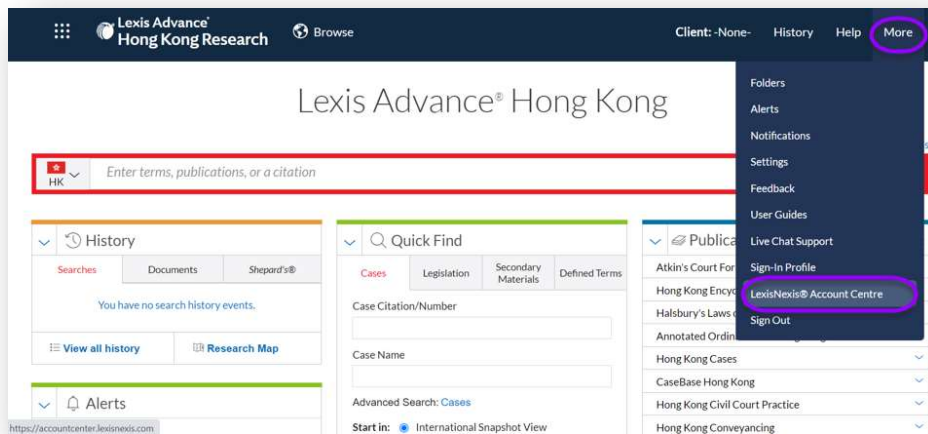 Lexis Advance®
Hong Kong Research
Browse
Client: -None-
History
Help
More
Folders
Alerts
Notifications
Settings
Feedback
User Guides
Live Chat Support
Sign-In Profile
LexisNexis® Account Centre
Sign Out
Lexis Advance® Hong Kong
HK
Enter terms, publications, or a citation
History
Searches
Documents
Shepard's®
You have no search history events.
View all history
Research Map
Alerts
https://accountcenter.lexisnexis.com
Quick Find
Cases
Legislation
Secondary
Materials
Defined Terms
Case Citation/Number
Case Name
Advanced Search: Cases
Start in:
International Snapshot View
Atkin's Court For
Hong Kong
Halsbury's Laws
Annotated
Hong Kong Cases
CaseBase Hong Kong
Hong Kong Civil Court Practice
Hong Kong Conveyancing